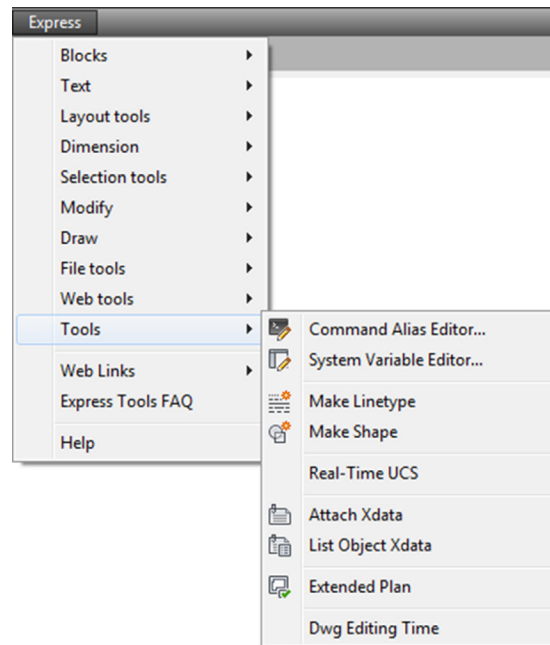 Express
Blocks
Text
Layout tools
Dimension
Selection tools
Modify
Draw
File tools
Web tools
Tools
Web Links
Express Tools FAQ
Help
Command Alias Editor...
System Variable Editor...
Make Linetype
Make Shape
Real-Time UCS
Attach Xdata
List Object Xdata
Extended Plan
Dwg Editing Time